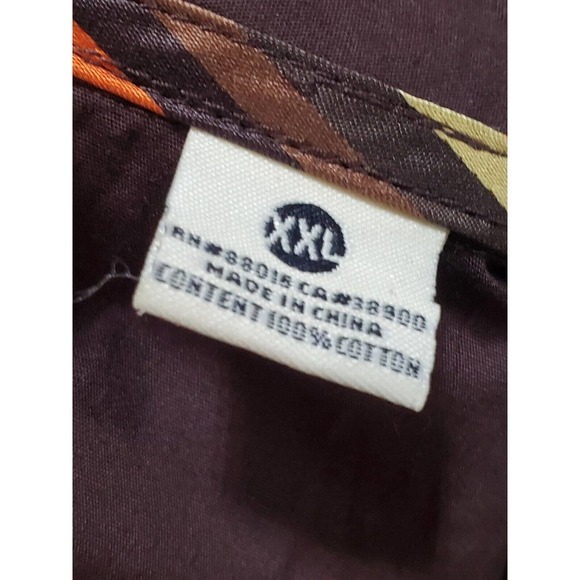 XXL
RN#88016 CA#38900
MADE IN CHINA
CONTENT 100% COTTON